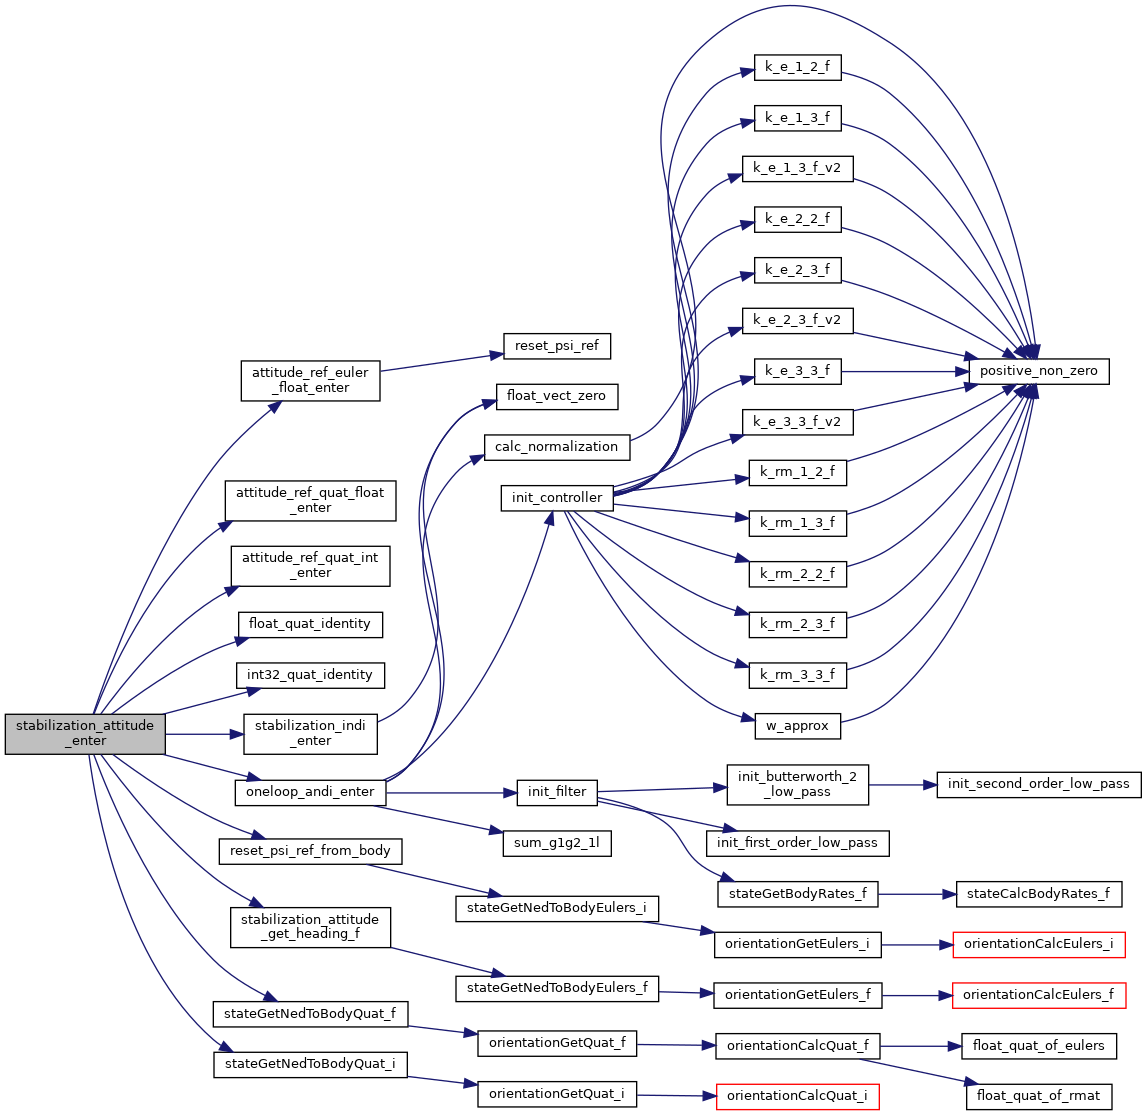 stabilization_attitude
_enter
attitude_ref_euler
_float_enter
reset_psi_ref
attitude_ref_quat_float
_enter
attitude_ref_quat_int
_enter
float_quat_identity
int32_quat_identity
stabilization_indi
_enter
float_vect_zero
oneloop_andi_enter
calc_normalization
init_controller
k_e_1_2_f
k_e_1_3_f
k_e_1_3_f_v2
k_e_2_2_f
k_e_2_3_f
k_e_2_3_f_v2
k_e_3_3_f
k_e_3_3_f_v2
k_rm_1_2_f
k_rm_1_3_f
k_rm_2_2_f
k_rm_2_3_f
k_rm_3_3_f
w_approx
positive_non_zero
init_filter
init_butterworth_2
_low_pass
init_second_order_low_pass
init_first_order_low_pass
stateGetBodyRates_f
stateCalcBodyRates_f
sum_g1g2_1l
reset_psi_ref_from_body
stateGetNedToBodyEulers_i
orientationGetEulers_i
orientationCalcEulers_i
stabilization_attitude
_get_heading_f
stateGetNedToBodyEulers_f
orientationGetEulers_f
orientationCalcEulers_f
stateGetNedToBodyQuat_f
orientationGetQuat_f
orientationCalcQuat_f
float_quat_of_eulers
float_quat_of_rmat
stateGetNedToBodyQuat_i
orientationGetQuat_i
orientationCalcQuat_i